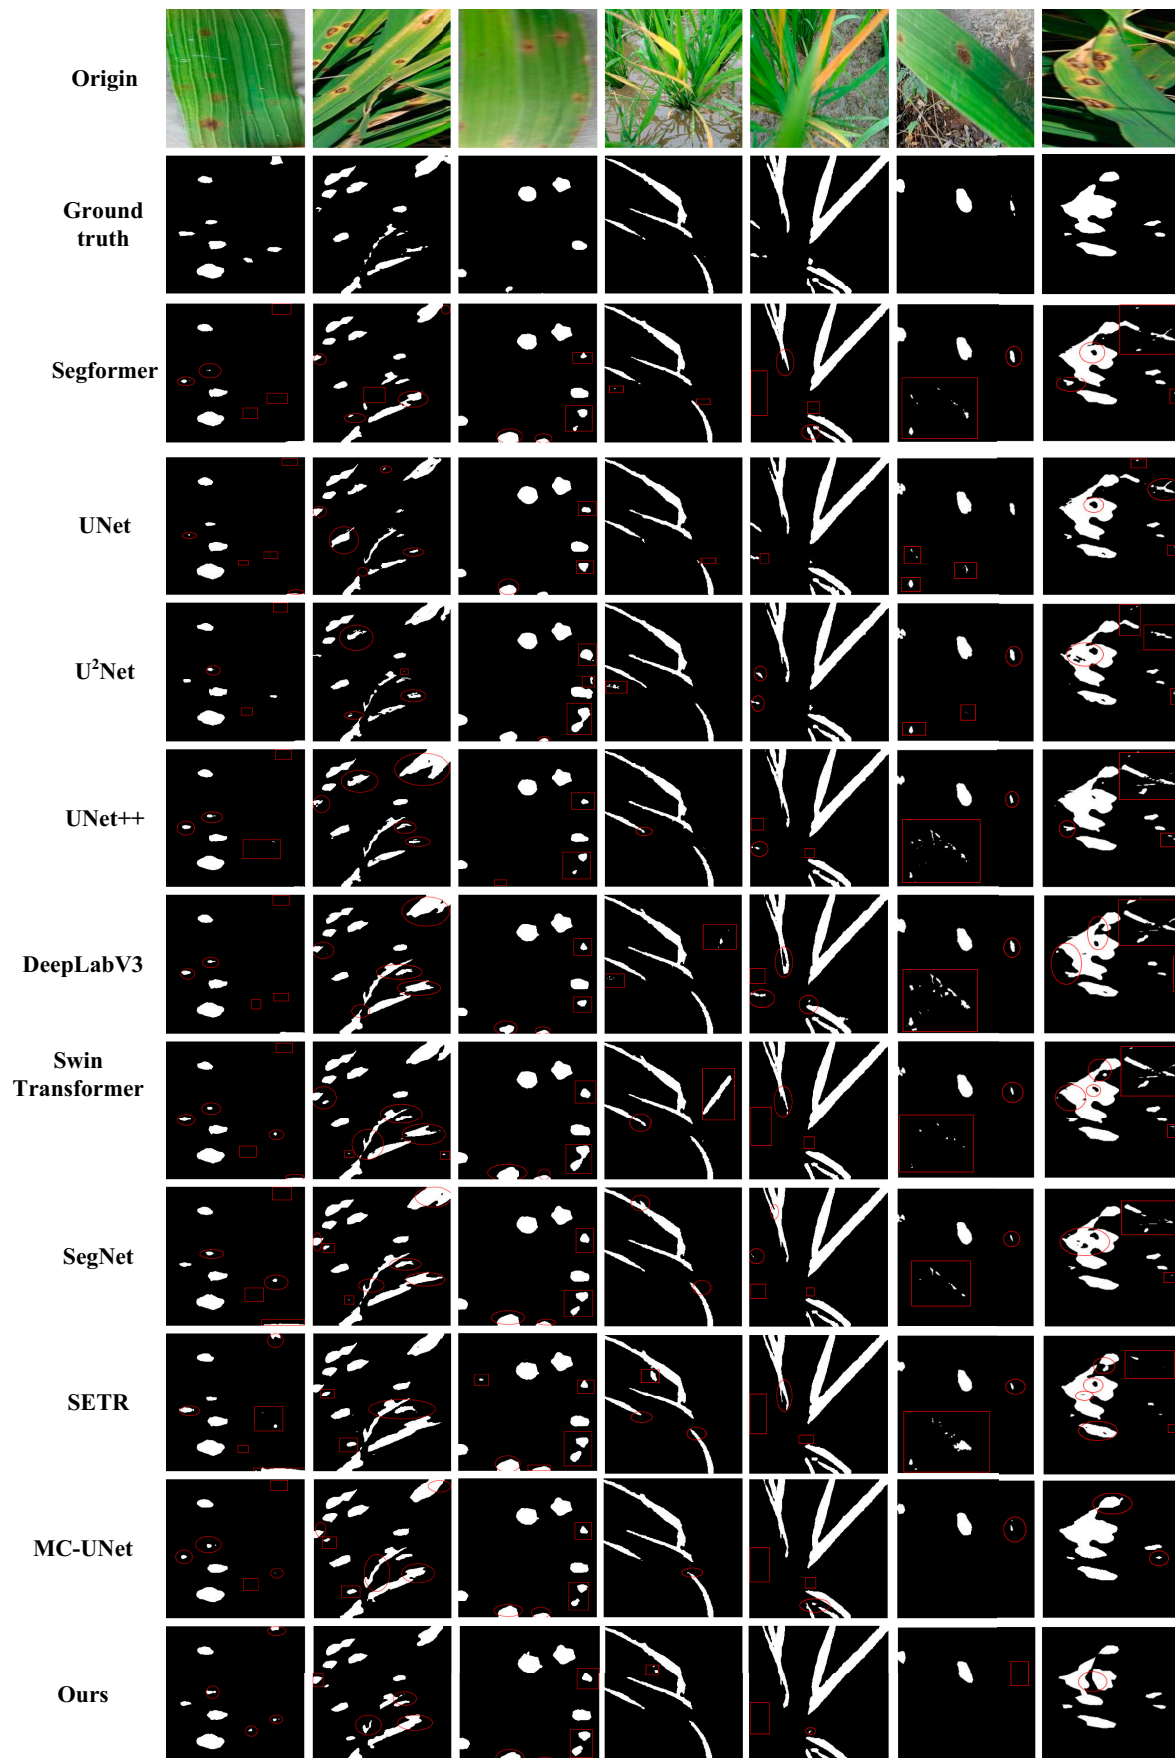 Origin
Ground
truth
Segformer
UNet
U²Net
UNet++
DeepLabV3
Swin
Transformer
SegNet
SETR
MC-UNet
Ours